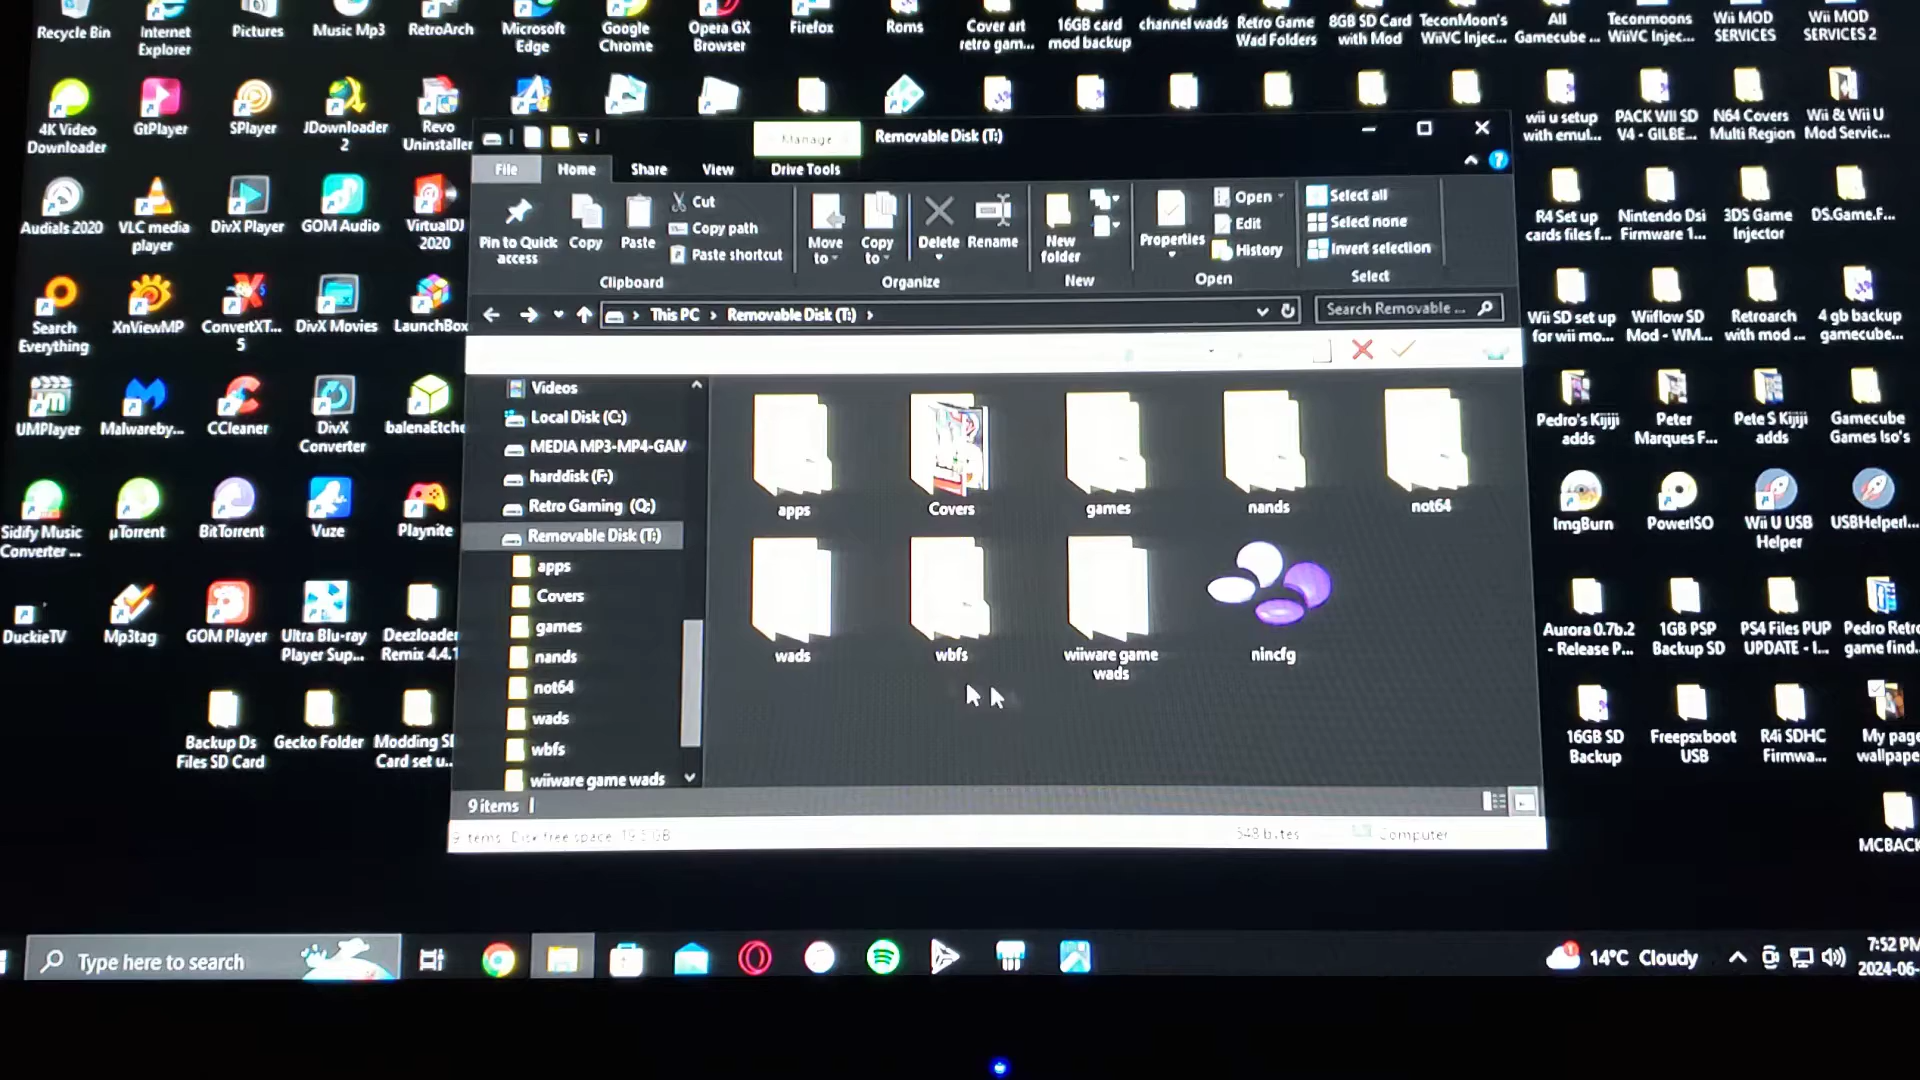 Recycle Bin
Internet
Explorer
Pictures
Music Mp3
RetroArch
Microsoft
Edge
Google
Chrome
Opera GX
Browser
Firefox
Roms
Cover art
retro gam...
16GB card
mod backup
channel wads
Retro Game
Wad Folders
8GB SD Card
with Mod
TeconMoon's
WiiVC Injec...
All
Gamecube ...
Teconmoons
WiiVC Injec...
Wii MOD
SERVICES
Wii MOD
SERVICES 2
4K Video
Downloader
GtPlayer
SPlayer
JDownloader
2
Revo
Uninstaller
wii u setup
with emul...
PACK WII SD
V4 - GILBE...
N64 Covers
Multi Region
Wii & Wii U
Mod Servic...
Manage
Removable Disk (T:)
File
Home
Share
View
Drive Tools
Pin to Quick
access
Copy
Paste
Cut
Copy path
Paste shortcut
Move
to
Copy
to
Delete
Rename
New
folder
Properties
Open
Edit
History
Select all
Select none
Invert selection
Clipboard
Organize
New
Open
Select
Audials 2020
VLC media
player
DivX Player
GOM Audio
VirtualDJ
2020
R4 Set up
cards files f...
Nintendo Dsi
Firmware 1...
3DS Game
Injector
DS.Game.F...
This PC
Removable Disk (T:)
Search Removable ...
Search
Everything
XnViewMP
ConvertXT...
5
DivX Movies
LaunchBox
Wii SD set up
for wii mo...
Wiiflow SD
Mod - WM...
Retroarch
with mod ...
4 gb backup
gamecube...
Videos
Local Disk (C:)
MEDIA MP3-MP4-GAM
harddisk (F:)
Retro Gaming (Q:)
Removable Disk (T:)
apps
Covers
games
nands
not64
wads
wbfs
wiiware game wads
apps
Covers
games
nands
not64
wads
wbfs
wiiware game
wads
nincfg
UMPlayer
Malwareby...
CCleaner
DivX
Converter
balenaEtche
Pedro's Kijiji
adds
Peter
Marques F...
Pete S Kijiji
adds
Gamecube
Games Iso's
Sidify Music
Converter ...
µTorrent
BitTorrent
Vuze
Playnite
ImgBurn
PowerISO
Wii U USB
Helper
USBHelperI...
DuckieTV
Mp3tag
GOM Player
Ultra Blu-ray
Player Sup...
Deezloader
Remix 4.4.1
Aurora 0.7b.2
- Release P...
1GB PSP
Backup SD
PS4 Files PUP
UPDATE - I...
Pedro Retro
game find...
Backup Ds
Files SD Card
Gecko Folder
Modding SD
Card set u...
16GB SD
Backup
Freepsxboot
USB
R4i SDHC
Firmwa...
My page
wallpape
MCBACK
9 items
9 items Disk free space: 19.5 GB
548 bytes
Computer
Type here to search
14°C Cloudy
7:52 PM
2024-06-